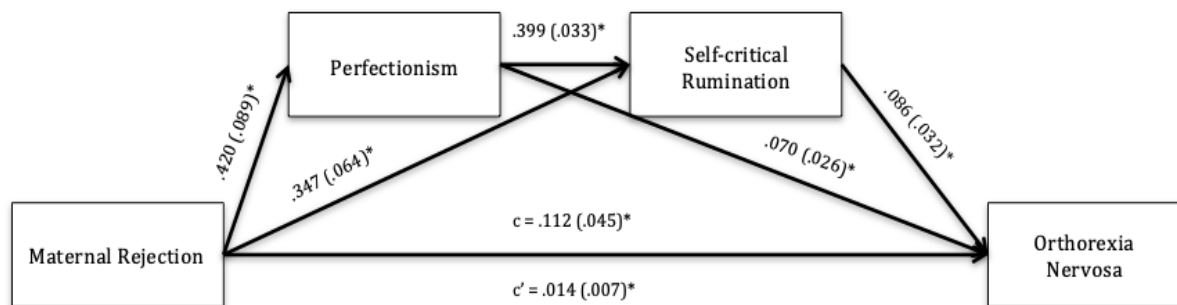 .399 (.033)*
Perfectionism
Self-critical
Rumination
.420 (.089)*
.347 (.064)*
.070 (.026)*
.086 (.032)*
Maternal Rejection
c = .112 (.045)*
Orthorexia
Nervosa
c’ = .014 (.007)*